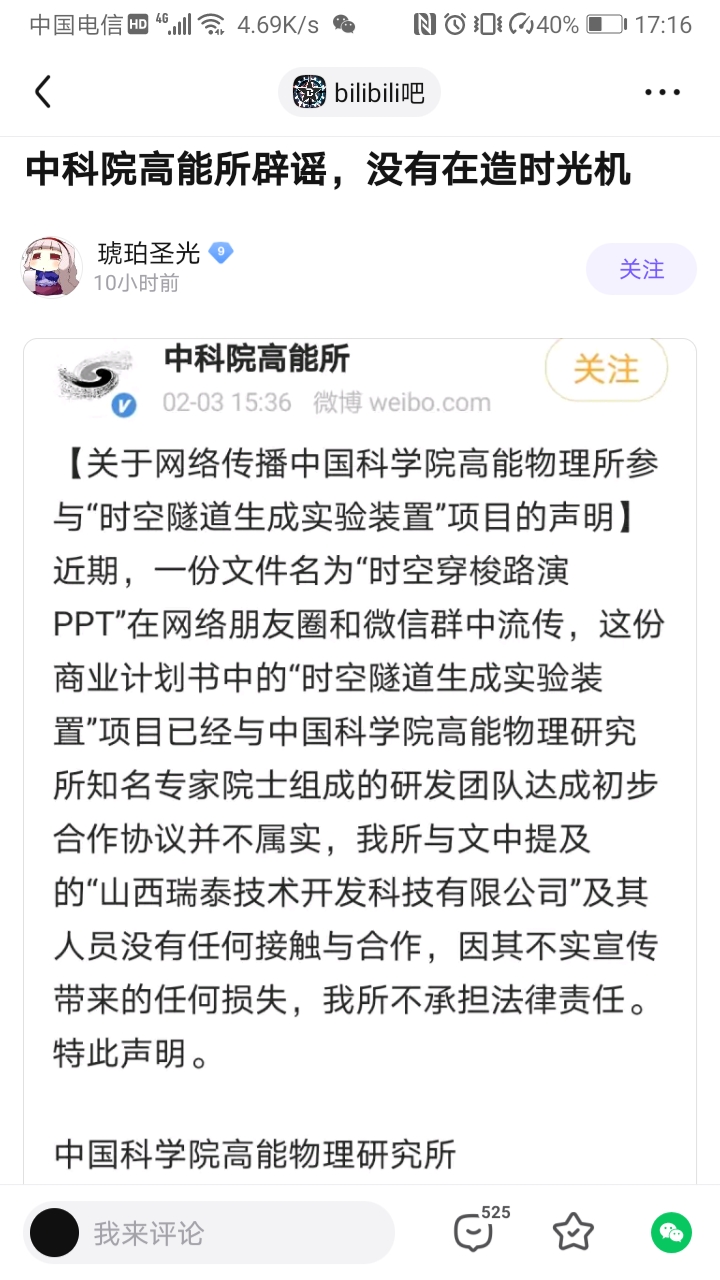 中国电信 HD 4G 4.69K/s 40% 17:16
bilibili吧
中科院高能所辟谣，没有在造时光机
琥珀圣光 9
10小时前
关注
中科院高能所
02-03 15:36 微博 weibo.com
关注
【关于网络传播中国科学院高能物理所参
与“时空隧道生成实验装置”项目的声明】
近期，一份文件名为“时空穿梭路演
PPT”在网络朋友圈和微信群中流传，这份
商业计划书中的“时空隧道生成实验装
置”项目已经与中国科学院高能物理研究
所知名专家院士组成的研发团队达成初步
合作协议并不属实，我所与文中提及
的“山西瑞泰技术开发科技有限公司”及其
人员没有任何接触与合作，因其不实宣传
带来的任何损失，我所不承担法律责任。
特此声明。
中国科学院高能物理研究所
我来评论
525